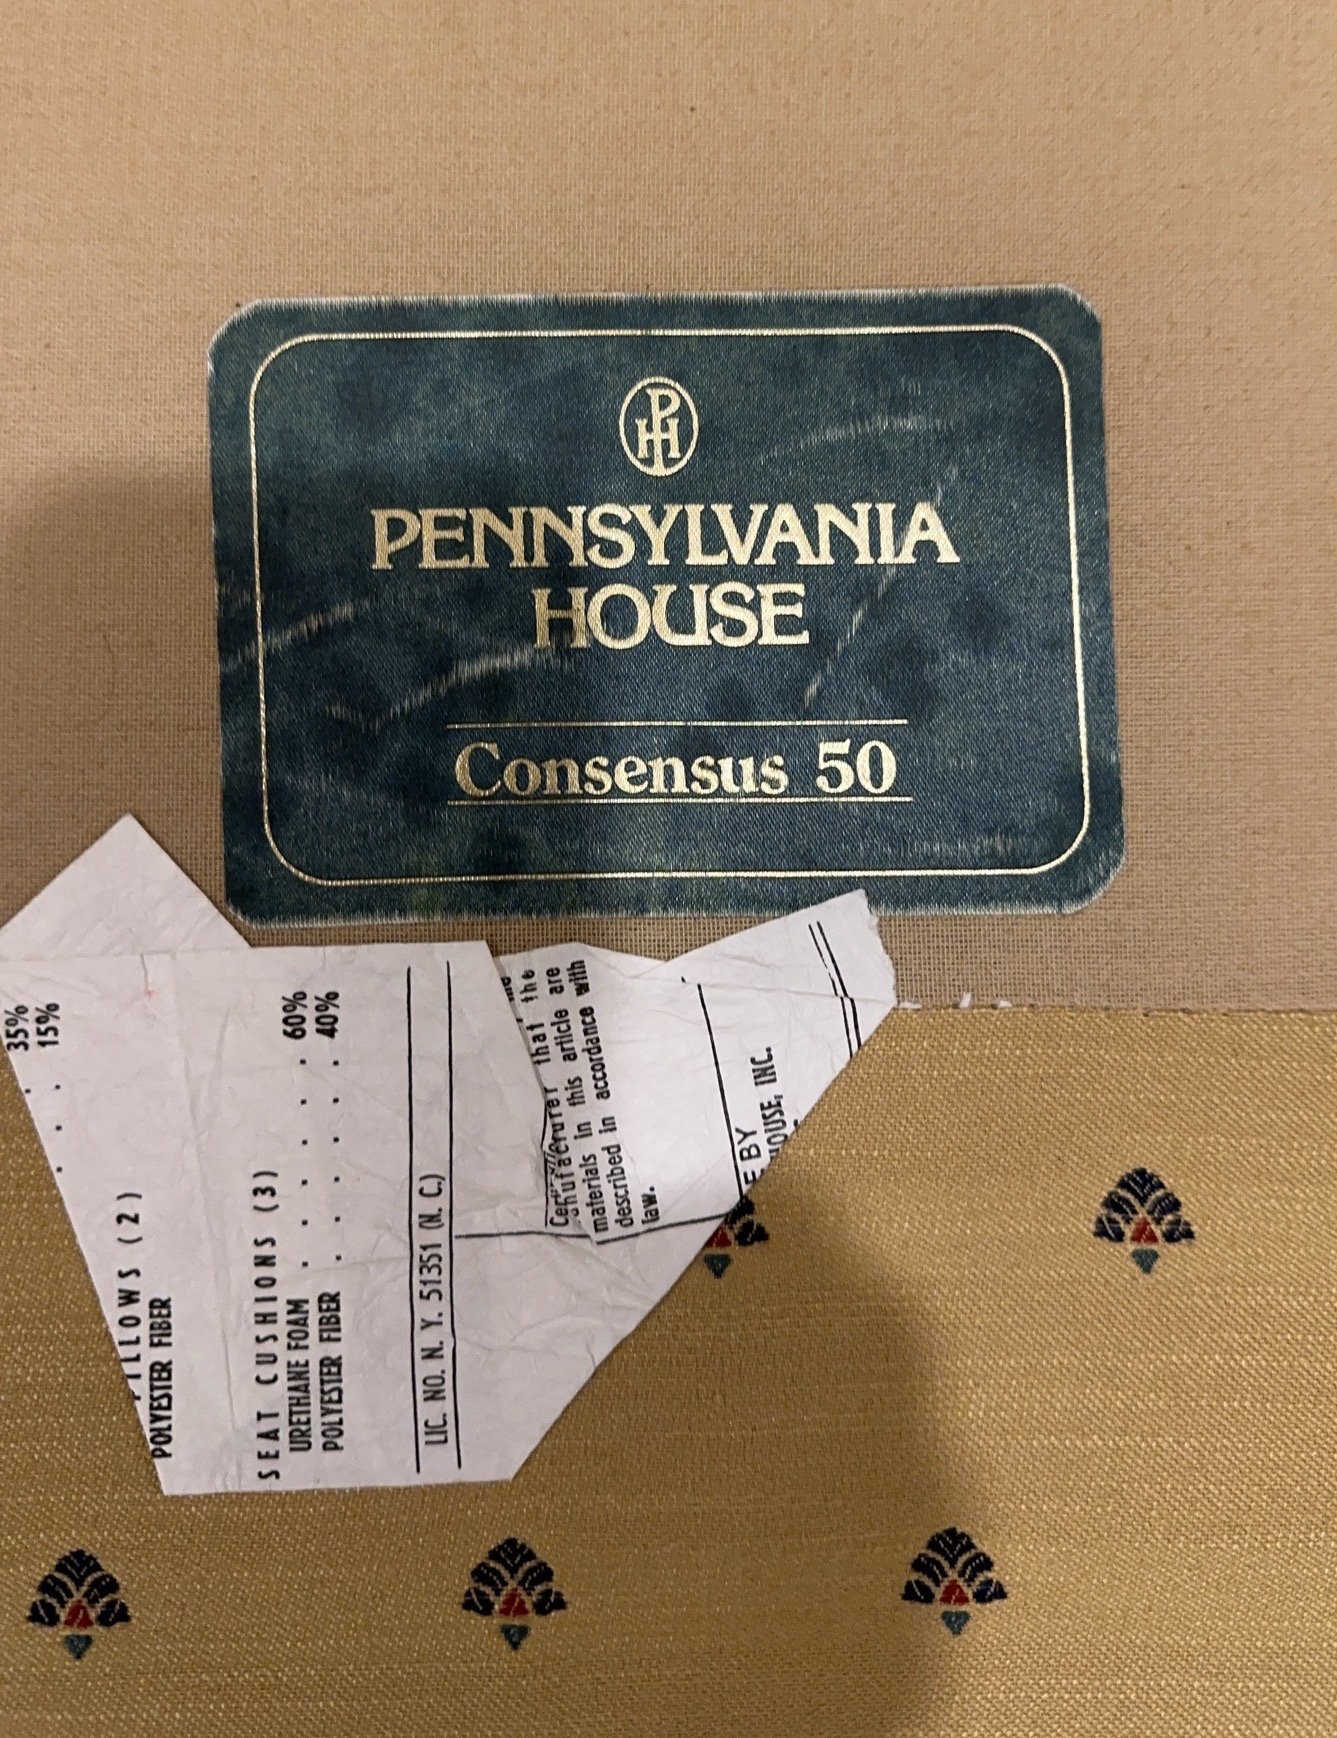 PH
PENNSYLVANIA
HOUSE
Consensus 50
35%
15%
PILLOWS (2)
POLYESTER FIBER
SEAT CUSHIONS (3)
URETHANE FOAM . . . . . . 60%
POLYESTER FIBER . . . . . . 40%
LIC. NO. N. Y. 51351 (N. C.)
that the
materials in this article are
described in accordance with
law.
E BY
HOUSE, INC.